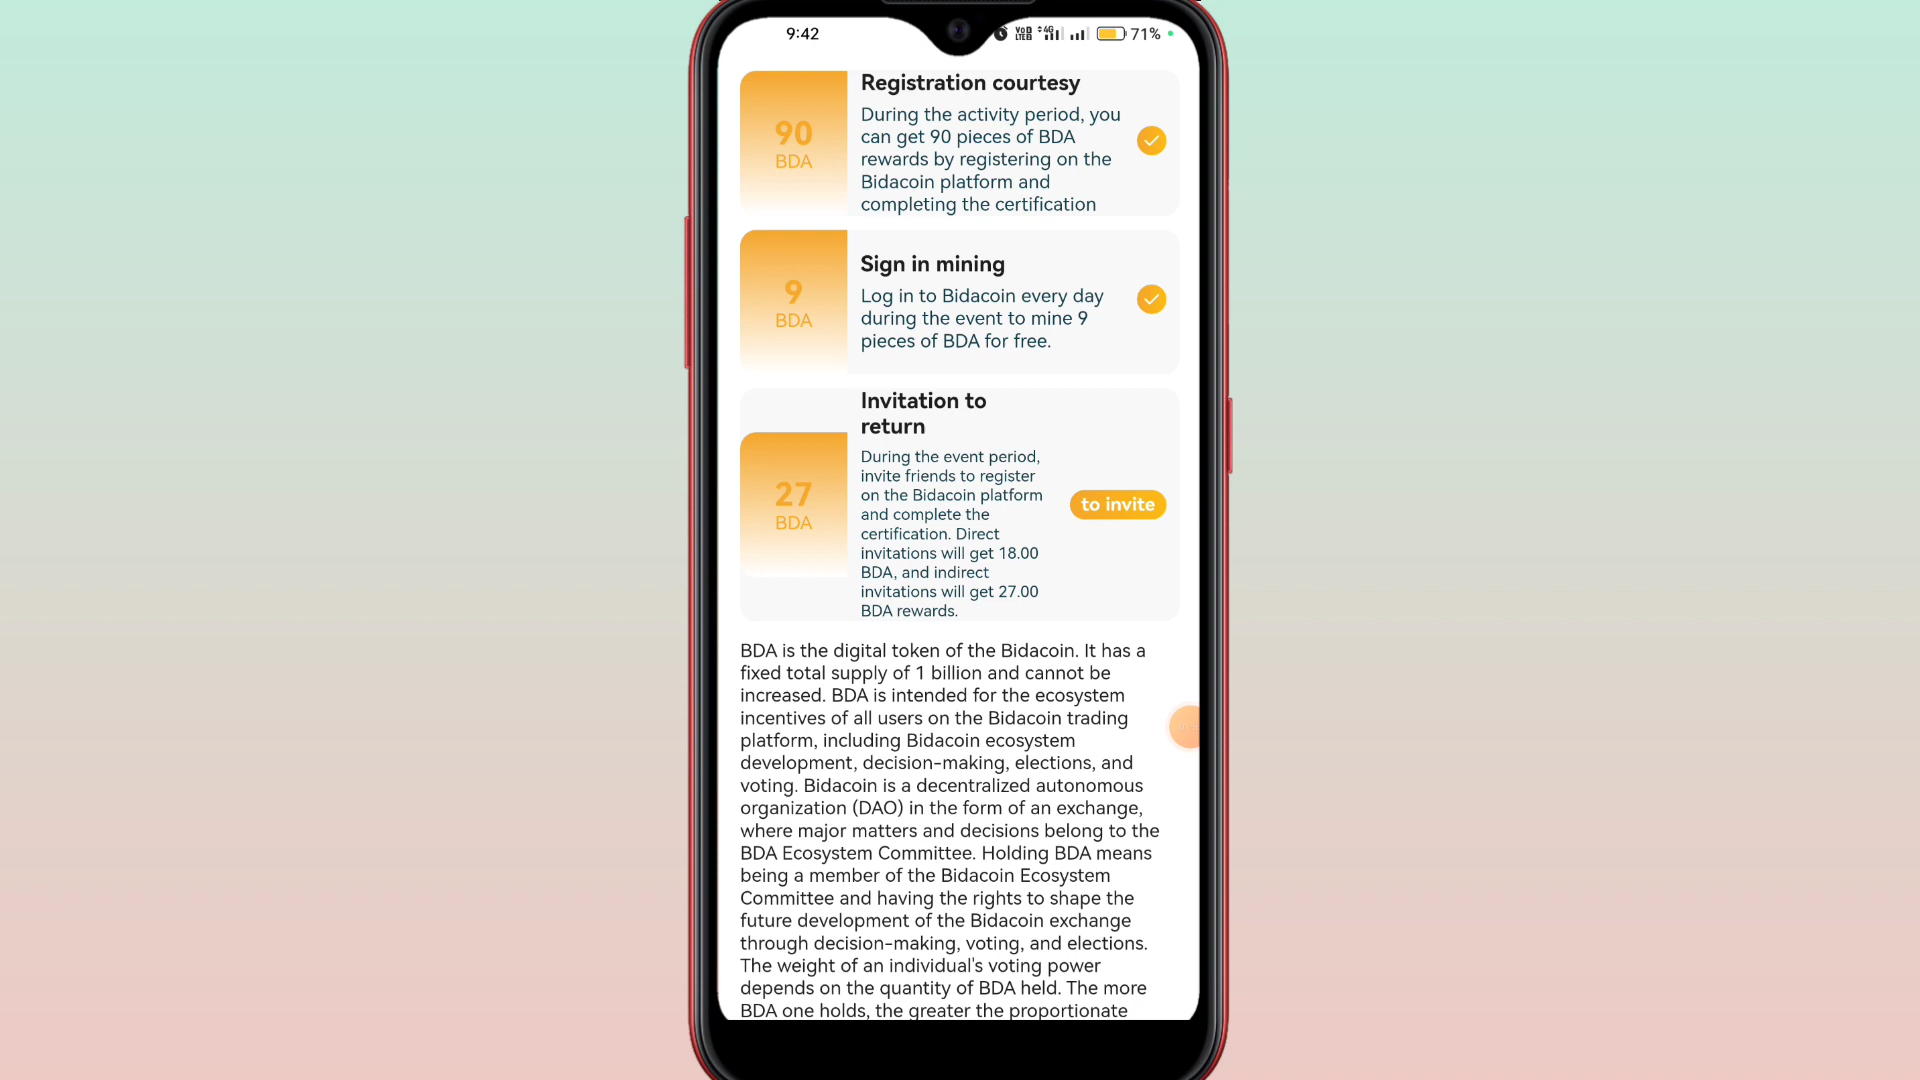 9:42
VoD
LTED
4G
71%
Registration courtesy
90
BDA
During the activity period, you
can get 90 pieces of BDA
rewards by registering on the
Bidacoin platform and
completing the certification
Sign in mining
9
BDA
Log in to Bidacoin every day
during the event to mine 9
pieces of BDA for free.
Invitation to
return
27
BDA
During the event period,
invite friends to register
on the Bidacoin platform
and complete the
certification. Direct
invitations will get 18.00
BDA, and indirect
invitations will get 27.00
BDA rewards.
to invite
BDA is the digital token of the Bidacoin. It has a
fixed total supply of 1 billion and cannot be
increased. BDA is intended for the ecosystem
incentives of all users on the Bidacoin trading
platform, including Bidacoin ecosystem
development, decision-making, elections, and
voting. Bidacoin is a decentralized autonomous
organization (DAO) in the form of an exchange,
where major matters and decisions belong to the
BDA Ecosystem Committee. Holding BDA means
being a member of the Bidacoin Ecosystem
Committee and having the rights to shape the
future development of the Bidacoin exchange
through decision-making, voting, and elections.
The weight of an individual's voting power
depends on the quantity of BDA held. The more
BDA one holds, the greater the proportionate